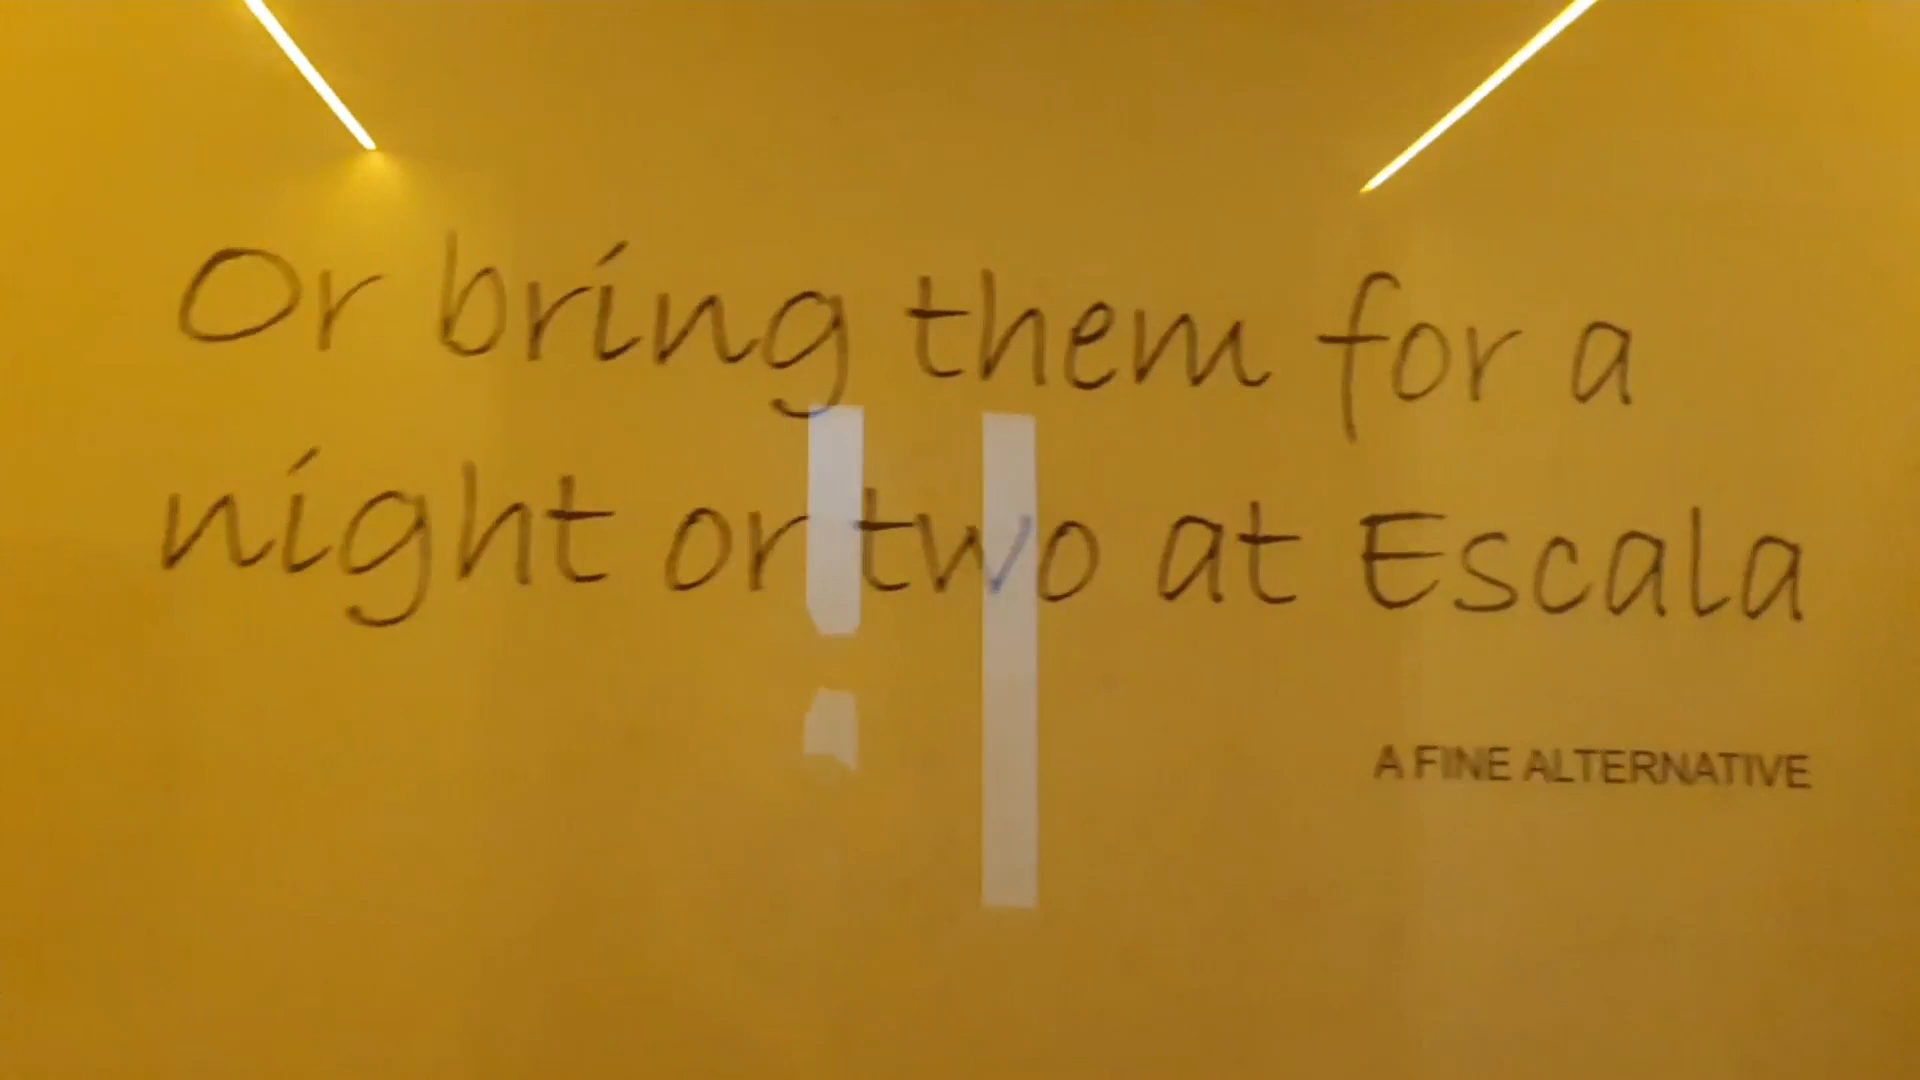 Or bring them for a
night or two at Escala
A FINE ALTERNATIVE